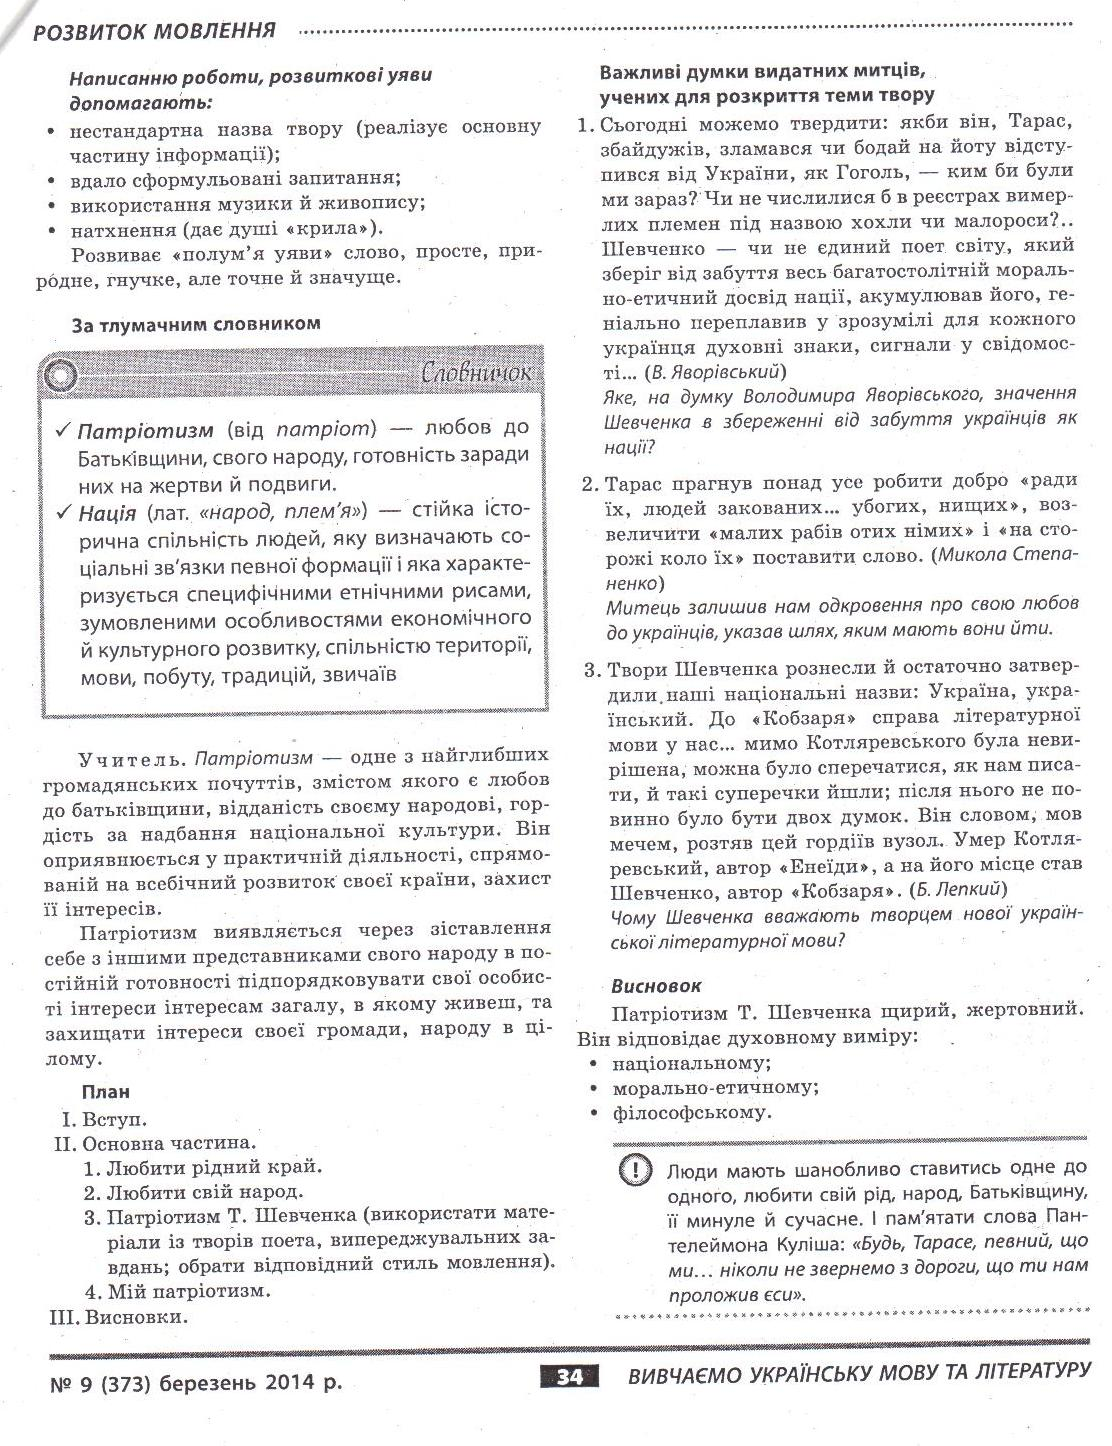 РОЗВИТОК МОВЛЕННЯ
Написанню роботи, розвиткові уяви
допомагають:
• нестандартна назва твору (реалізує основну
частину інформації);
• вдало сформульовані запитання;
• використання музики й живопису;
• натхнення (дає душі «крила»).
Розвиває «полум’я уяви» слово, просте, при-
родне, гнучке, але точне й значуще.
За тлумачним словником
Словничок
✓ Патріотизм (від патріот) — любов до
Батьківщини, свого народу, готовність заради
них на жертви й подвиги.
✓ Нація (лат. «народ, плем’я») — стійка істо-
рична спільність людей, яку визначають со-
ціальні зв’язки певної формації і яка характе-
ризується специфічними етнічними рисами,
зумовленими особливостями економічного
й культурного розвитку, спільністю території,
мови, побуту, традицій, звичаїв
Учитель. Патріотизм — одне з найглибших
громадянських почуттів, змістом якого є любов
до батьківщини, відданість своєму народові, гор-
дість за надбання національної культури. Він
оприявнюється у практичній діяльності, спрямо-
ваній на всебічний розвиток своєї країни, захист
її інтересів.
Патріотизм виявляється через зіставлення
себе з іншими представниками свого народу в по-
стійній готовності підпорядковувати свої особис-
ті інтереси інтересам загалу, в якому живеш, та
захищати інтереси своєї громади, народу в ці-
лому.
План
I. Вступ.
II. Основна частина.
1. Любити рідний край.
2. Любити свій народ.
3. Патріотизм Т. Шевченка (використати мате-
ріали із творів поета, випереджувальних за-
вдань; обрати відповідний стиль мовлення).
4. Мій патріотизм.
III. Висновки.
Важливі думки видатних митців,
учених для розкриття теми твору
1. Сьогодні можемо твердити: якби він, Тарас,
збайдужів, зламався чи бодай на йоту відсту-
пився від України, як Гоголь, — ким би були
ми зараз? Чи не числилися б в реєстрах вимер-
лих племен під назвою хохли чи малороси?..
Шевченко — чи не єдиний поет світу, який
зберіг від забуття весь багатостолітній мораль-
но-етичний досвід нації, акумулював його, ге-
ніально переплавив у зрозумілі для кожного
українця духовні знаки, сигнали у свідомос-
ті... (В. Яворівський)
Яке, на думку Володимира Яворівського, значення
Шевченка в збереженні від забуття українців як
нації?
2. Тарас прагнув понад усе робити добро «ради
їх, людей закованих... убогих, нищих», воз-
величити «малих рабів отих німих» і «на сто-
рожі коло їх» поставити слово. (Микола Степа-
ненко)
Митець залишив нам одкровення про свою любов
до українців, указав шлях, яким мають вони йти.
3. Твори Шевченка рознесли й остаточно затвер-
дили наші національні назви: Україна, укра-
їнський. До «Кобзаря» справа літературної
мови у нас... мимо Котляревського була неви-
рішена, можна було сперечатися, як нам писа-
ти, й такі суперечки йшли; після нього не по-
винно було бути двох думок. Він словом, мов
мечем, розтяв цей гордіїв вузол. Умер Котля-
ревський, автор «Енеїди», а на його місце став
Шевченко, автор «Кобзаря». (Б. Лепкий)
Чому Шевченка вважають творцем нової україн-
ської літературної мови?
Висновок
Патріотизм Т. Шевченка щирий, жертовний.
Він відповідає духовному виміру:
• національному;
• морально-етичному;
• філософському.
! Люди мають шанобливо ставитись одне до
одного, любити свій рід, народ, Батьківщину,
її минуле й сучасне. І пам’ятати слова Пан-
телеймона Куліша: «Будь, Тарасе, певний, що
ми... ніколи не звернемо з дороги, що ти нам
проложив єси».
№ 9 (373) березень 2014 р.
34
ВИВЧАЄМО УКРАЇНСЬКУ МОВУ ТА ЛІТЕРАТУРУ